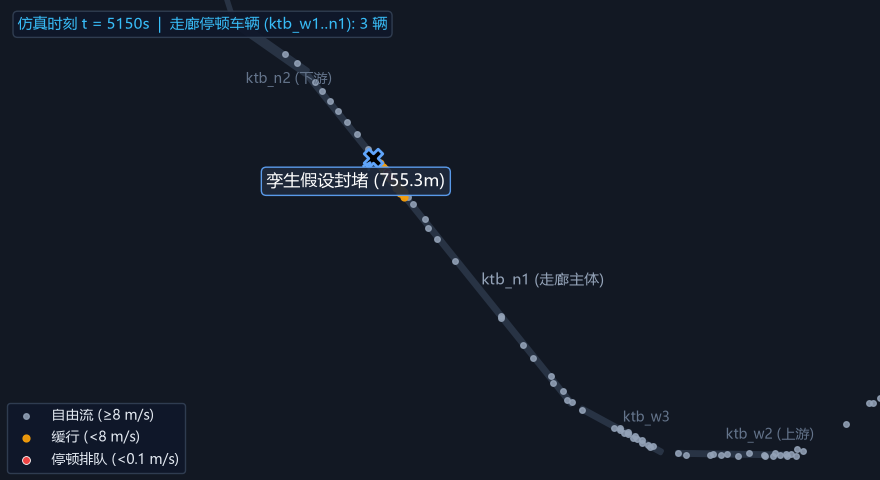 仿真时刻 t = 5150s | 走廊停顿车辆 (ktb_w1..n1): 3 辆
ktb_n2 (下游)
孪生假设封堵 (755.3m)
ktb_n1 (走廊主体)
ktb_w3
ktb_w2 (上游)
自由流 (≥8 m/s)
缓行 (<8 m/s)
停顿排队 (<0.1 m/s)